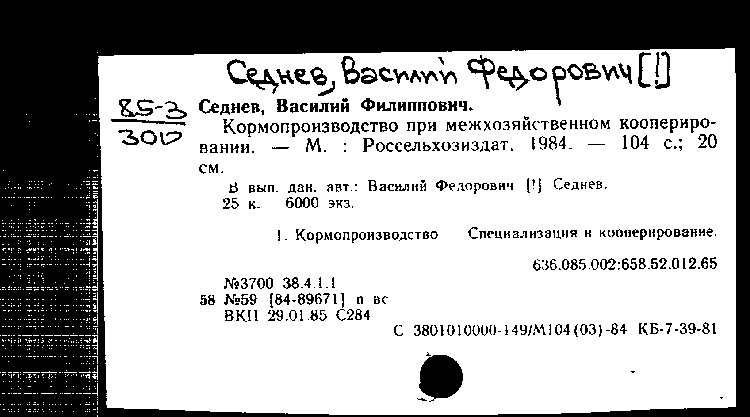 Седнев, Василий Федорович [!]
85-3
300
Седнев, Василий Филиппович.
Кормопроизводство при межхозяйственном коопериро-
вании. — М. : Россельхозиздат, 1984. — 104 с.; 20
см.
В вып. дан. авт.: Василий Федорович [!] Седнев.
25 к. 6000 экз.
1. Кормопроизводство Специализация и кооперирование.
636.085.002:658.52.012.65
№3700 38.4.1.1
58 №59 [84-89671] п вс
ВКП 29.01.85 С284
С 3801010000-149/М104(03)-84 КБ-7-39-81